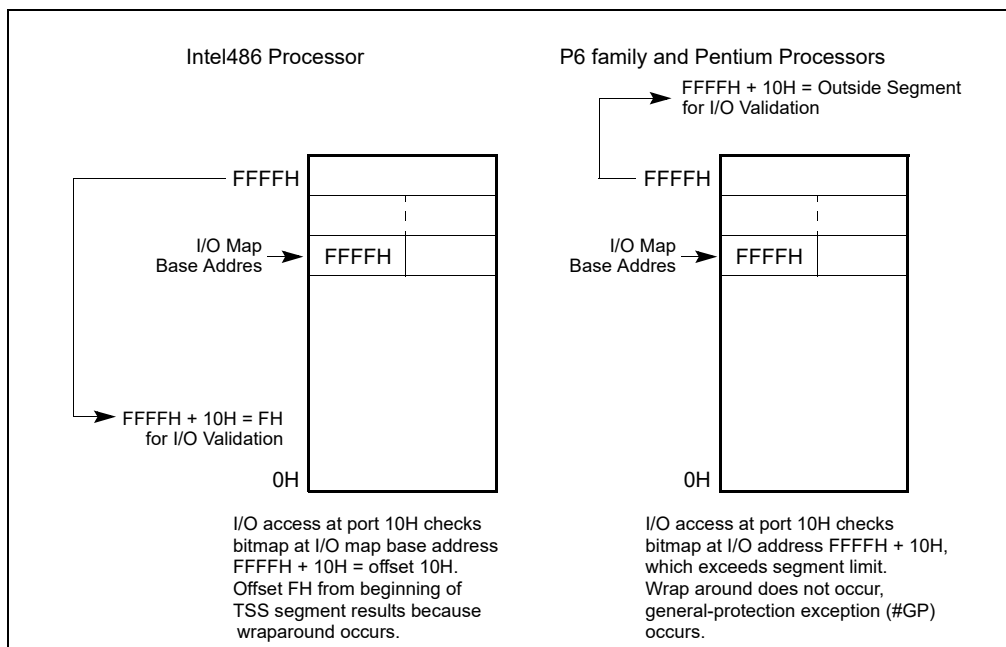 Intel486 Processor
FFFFH
I/O Map
Base Addres
FFFFH
FFFFH + 10H = FH
for I/O Validation
0H
I/O access at port 10H checks
bitmap at I/O map base address
FFFFH + 10H = offset 10H.
Offset FH from beginning of
TSS segment results because
wraparound occurs.
P6 family and Pentium Processors
FFFFH + 10H = Outside Segment
for I/O Validation
FFFFH
I/O Map
Base Addres
FFFFH
0H
I/O access at port 10H checks
bitmap at I/O address FFFFH + 10H,
which exceeds segment limit.
Wrap around does not occur,
general-protection exception (#GP)
occurs.